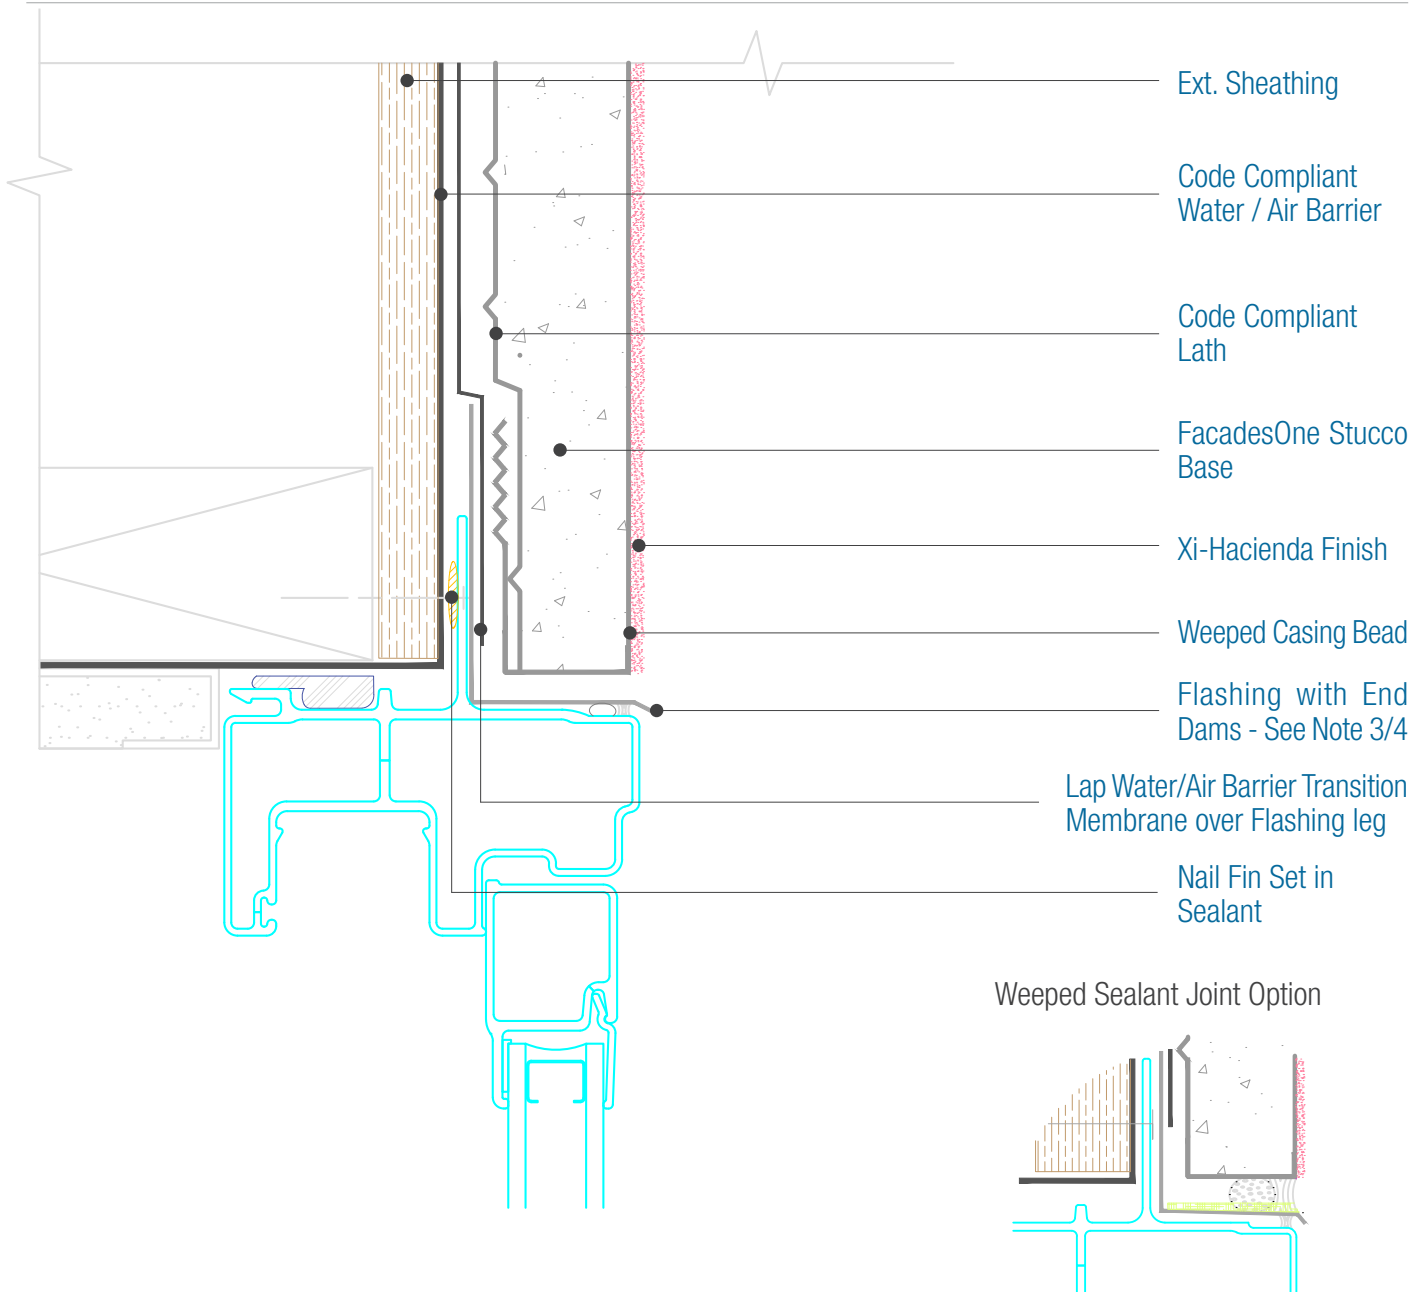 Ext. Sheathing
Code Compliant
Water / Air Barrier
Code Compliant
Lath
FacadesOne Stucco
Base
Xi-Hacienda Finish
Weeped Casing Bead
Flashing with End
Dams - See Note 3/4
Lap Water/Air Barrier Transition
Membrane over Flashing leg
Nail Fin Set in
Sealant
Weeped Sealant Joint Option